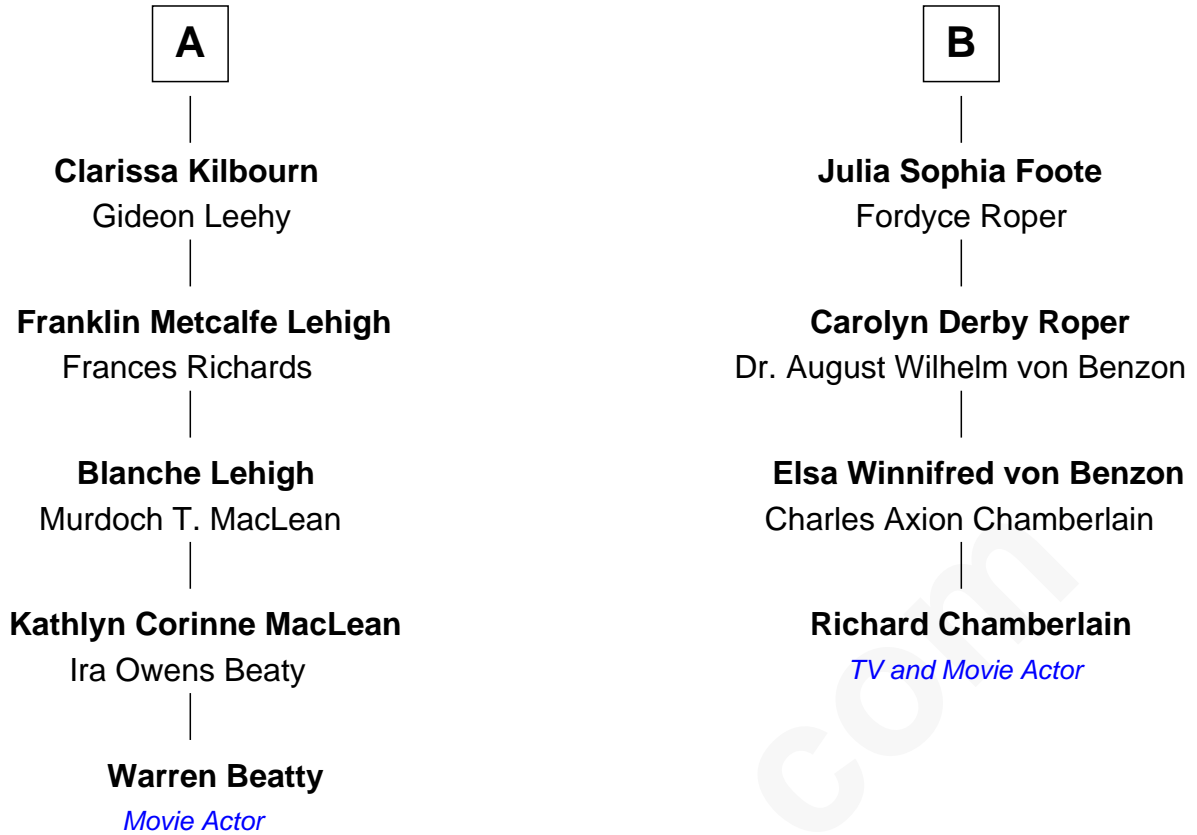 A
Clarissa Kilbourn
Gideon Leehy
Franklin Metcalfe Lehigh
Frances Richards
Blanche Lehigh
Murdoch T. MacLean
Kathlyn Corinne MacLean
Ira Owens Beaty
Warren Beatty
Movie Actor
B
Julia Sophia Foote
Fordyce Roper
Carolyn Derby Roper
Dr. August Wilhelm von Benzon
Elsa Winnifred von Benzon
Charles Axion Chamberlain
Richard Chamberlain
TV and Movie Actor
com